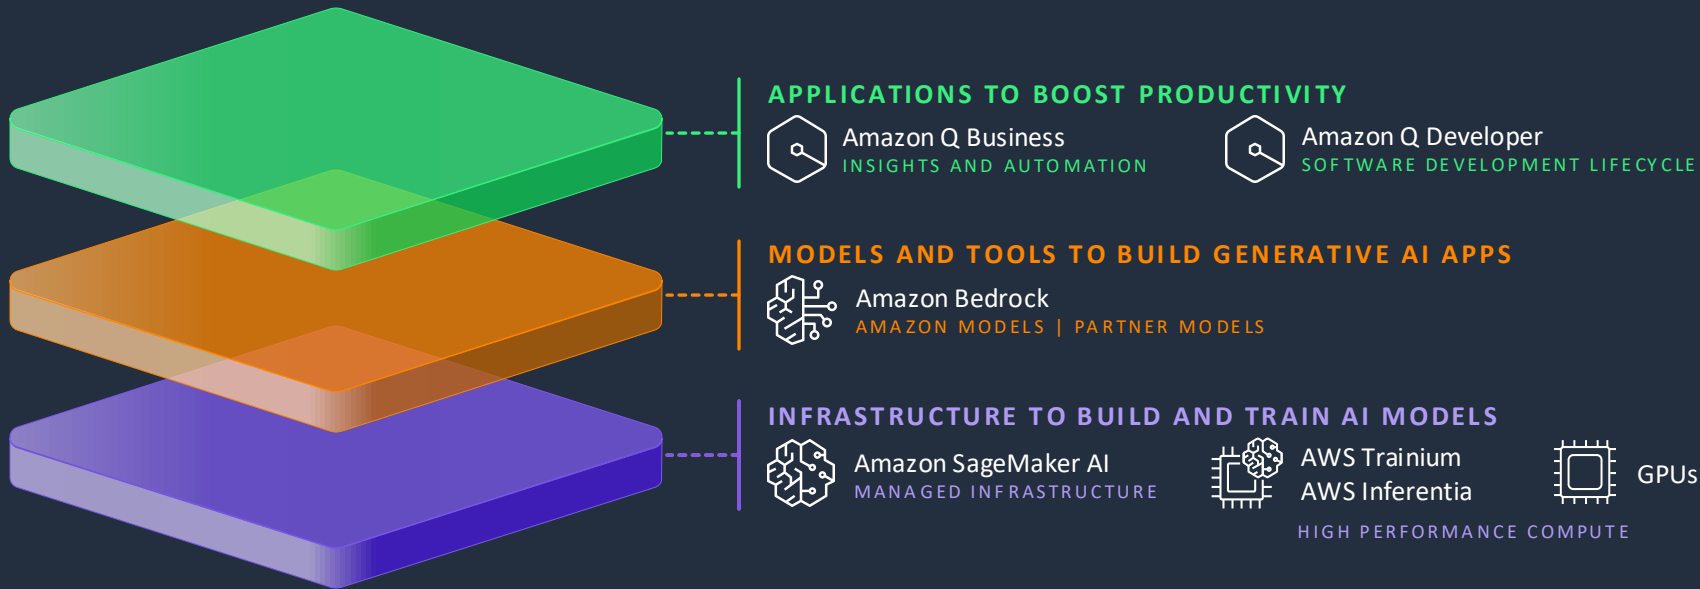 APPLICATIONS TO BOOST PRODUCTIVITY
Amazon Q Business
INSIGHTS AND AUTOMATION
Amazon Q Developer
SOFTWARE DEVELOPMENT LIFECYCLE
MODELS AND TOOLS TO BUILD GENERATIVE AI APPS
Amazon Bedrock
AMAZON MODELS | PARTNER MODELS
INFRASTRUCTURE TO BUILD AND TRAIN AI MODELS
Amazon SageMaker AI
MANAGED INFRASTRUCTURE
AWS Trainium
AWS Inferentia
GPUs
HIGH PERFORMANCE COMPUTE